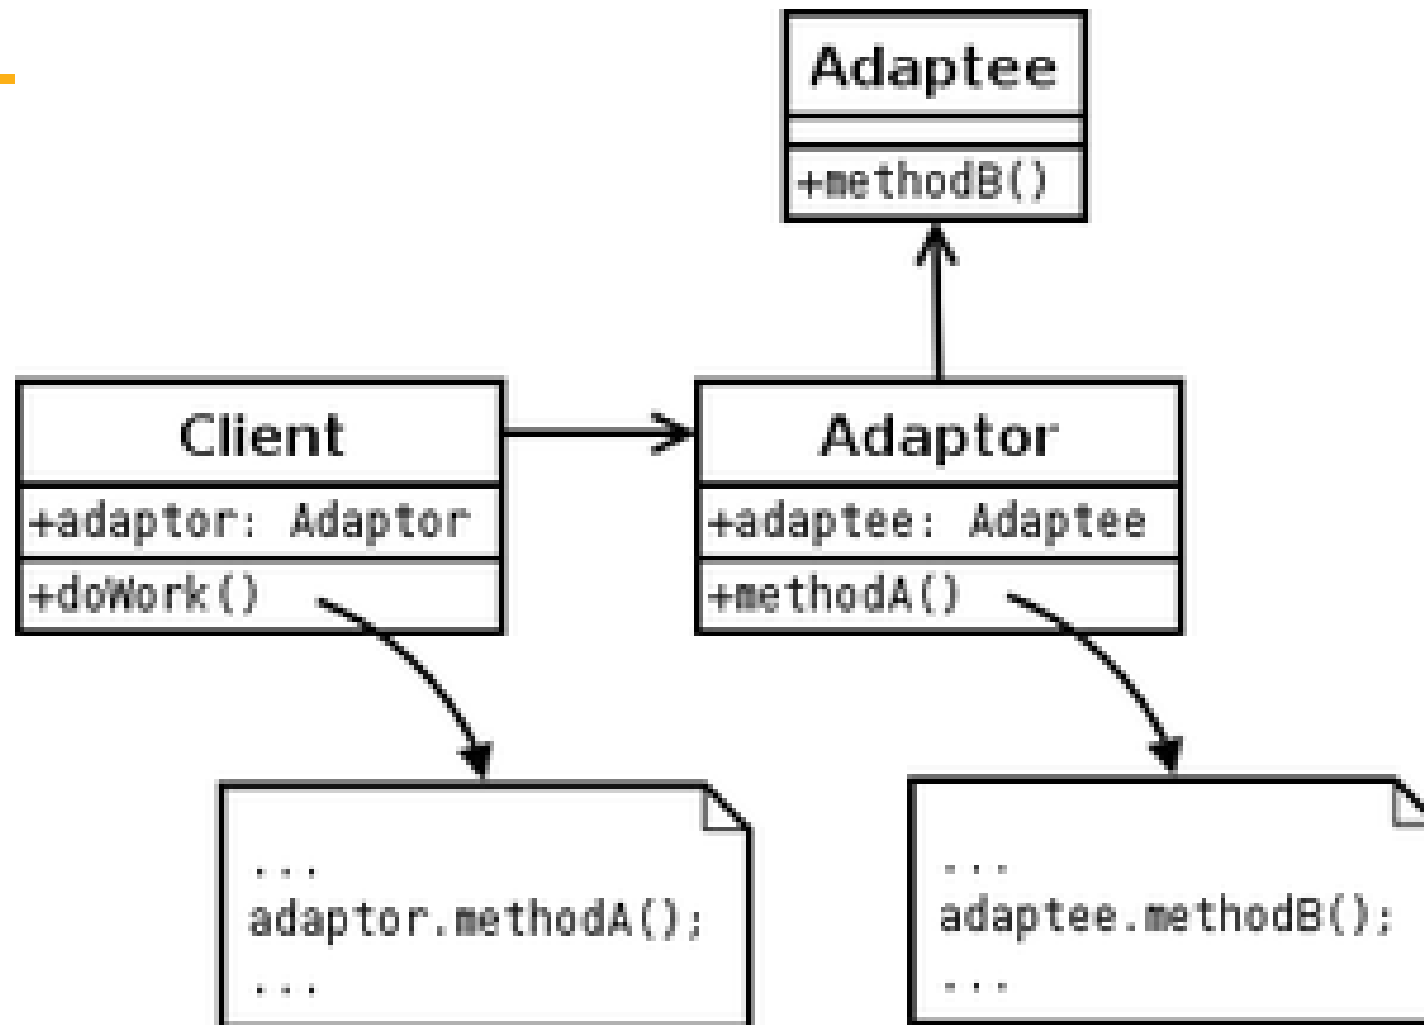 Adaptee
+methodB()
Client
+adaptor: Adaptor
+doWork()
Adaptor
+adaptee: Adaptee
+methodA()
...
adaptor.methodA();
...
...
adaptee.methodB();
...